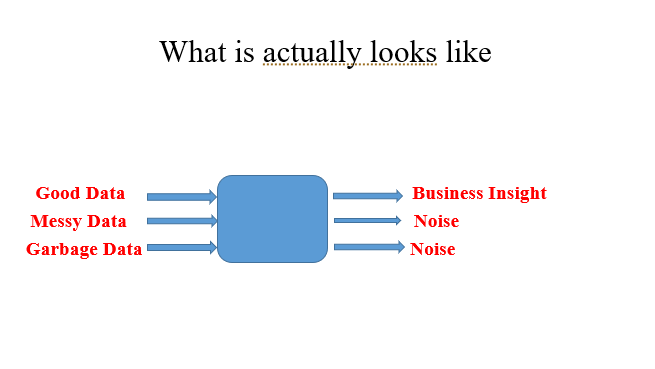 What is actually looks like
Good Data
Business Insight
Messy Data
Noise
Garbage Data
Noise